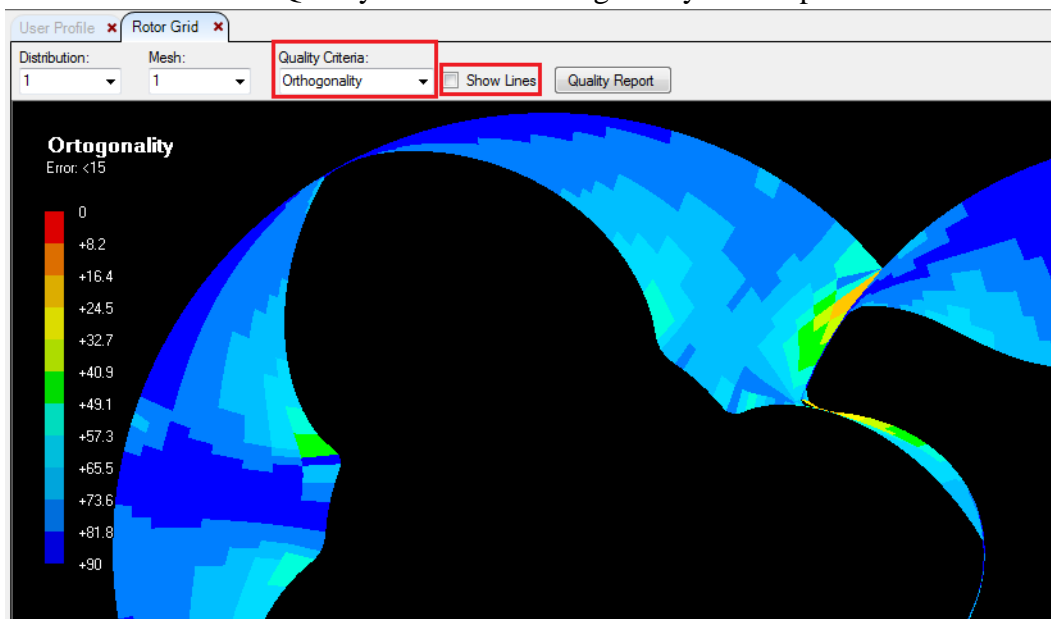 User Profile Rotor Grid
Distribution: Mesh: Quality Criteria:
1 1 Orthogonality Show Lines Quality Report
Ortogonality
Error: <15
0
+8.2
+16.4
+24.5
+32.7
+40.9
+49.1
+57.3
+65.5
+73.6
+81.8
+90